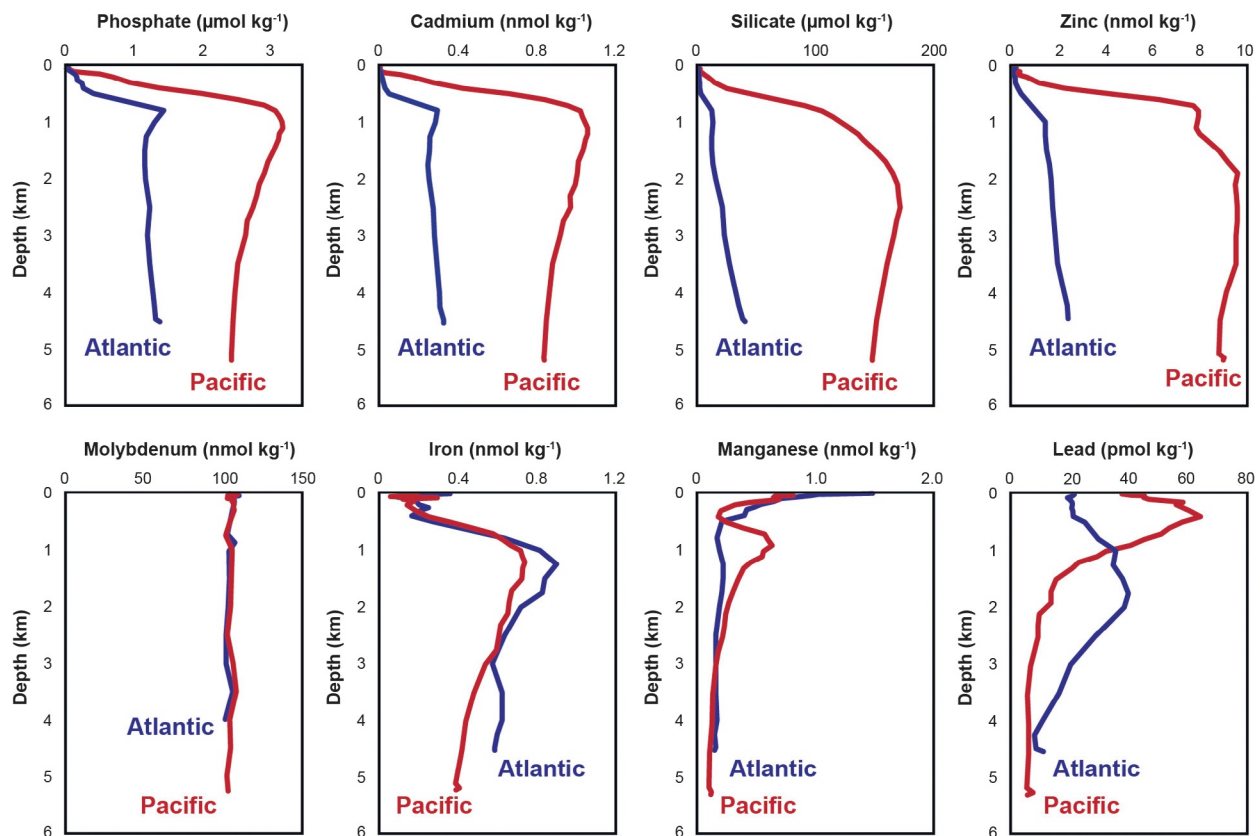 Phosphate (µmol kg-1)
0 1 2 3
0
1
2
3
4
5
6
Depth (km)
Atlantic
Pacific
Cadmium (nmol kg-1)
0 0.4 0.8 1.2
0
1
2
3
4
5
6
Depth (km)
Atlantic
Pacific
Silicate (µmol kg-1)
0 100 200
0
1
2
3
4
5
6
Depth (km)
Atlantic
Pacific
Zinc (nmol kg-1)
0 2 4 6 8 10
0
1
2
3
4
5
6
Depth (km)
Atlantic
Pacific
Molybdenum (nmol kg-1)
0 50 100 150
0
1
2
3
4
5
6
Depth (km)
Atlantic
Pacific
Iron (nmol kg-1)
0 0.4 0.8 1.2
0
1
2
3
4
5
6
Depth (km)
Atlantic
Pacific
Manganese (nmol kg-1)
0 1.0 2.0
0
1
2
3
4
5
6
Depth (km)
Atlantic
Pacific
Lead (pmol kg-1)
0 20 40 60 80
0
1
2
3
4
5
6
Depth (km)
Atlantic
Pacific